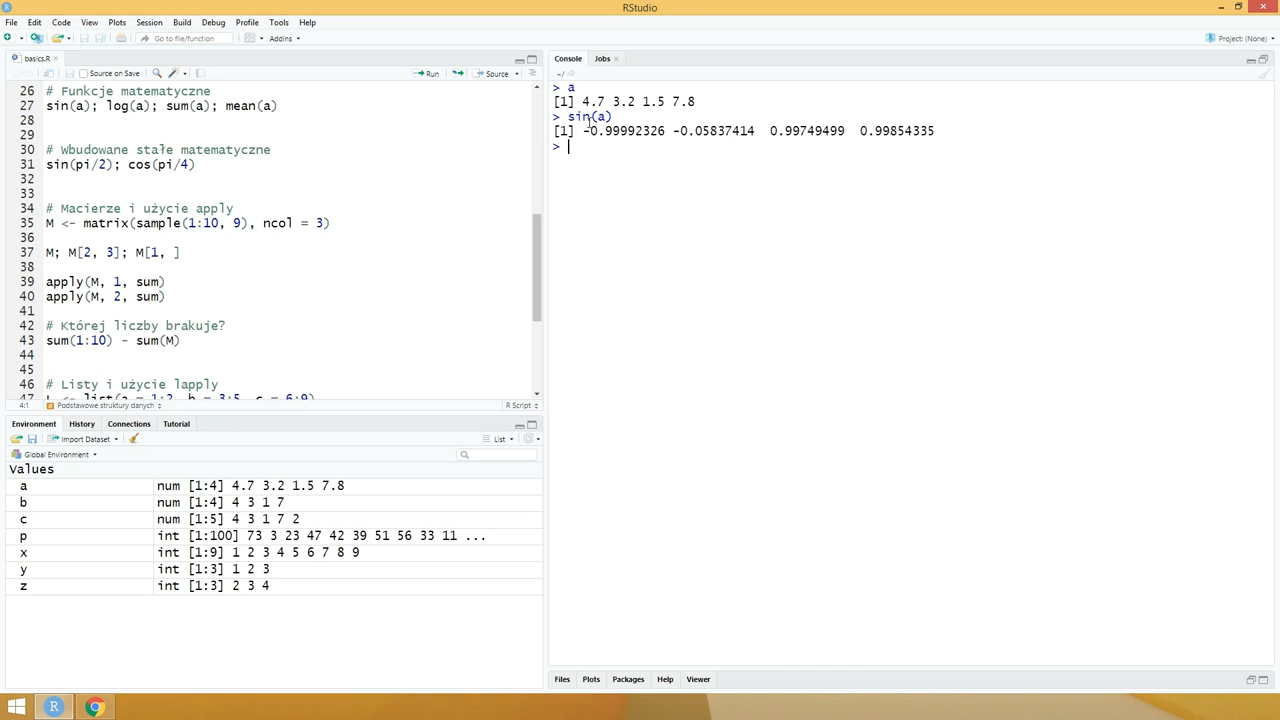 RStudio
File Edit Code View Plots Session Build Debug Profile Tools Help
Go to file/function Addins Project: (None)
basics.R
Source on Save Run Source
26 # Funkcje matematyczne
27 sin(a); log(a); sum(a); mean(a)
28
29
30 # Wbudowane stałe matematyczne
31 sin(pi/2); cos(pi/4)
32
33
34 # Macierze i użycie apply
35 M <- matrix(sample(1:10, 9), ncol = 3)
36
37 M; M[2, 3]; M[1, ]
38
39 apply(M, 1, sum)
40 apply(M, 2, sum)
41
42 # Której liczby brakuje?
43 sum(1:10) - sum(M)
44
45
46 # Listy i użycie lapply
47 L <- list(a = 1:2, b = 3:5, c = 6:9)
4:1 Podstawowe struktury danych R Script
Environment History Connections Tutorial
Import Dataset List
Global Environment
Values
a num [1:4] 4.7 3.2 1.5 7.8
b num [1:4] 4 3 1 7
c num [1:5] 4 3 1 7 2
p int [1:100] 73 3 23 47 42 39 51 56 33 11 ...
x int [1:9] 1 2 3 4 5 6 7 8 9
y int [1:3] 1 2 3
z int [1:3] 2 3 4
Console Jobs
~/
> a
[1] 4.7 3.2 1.5 7.8
> sin(a)
[1] -0.99992326 -0.05837414 0.99749499 0.99854335
>
Files Plots Packages Help Viewer